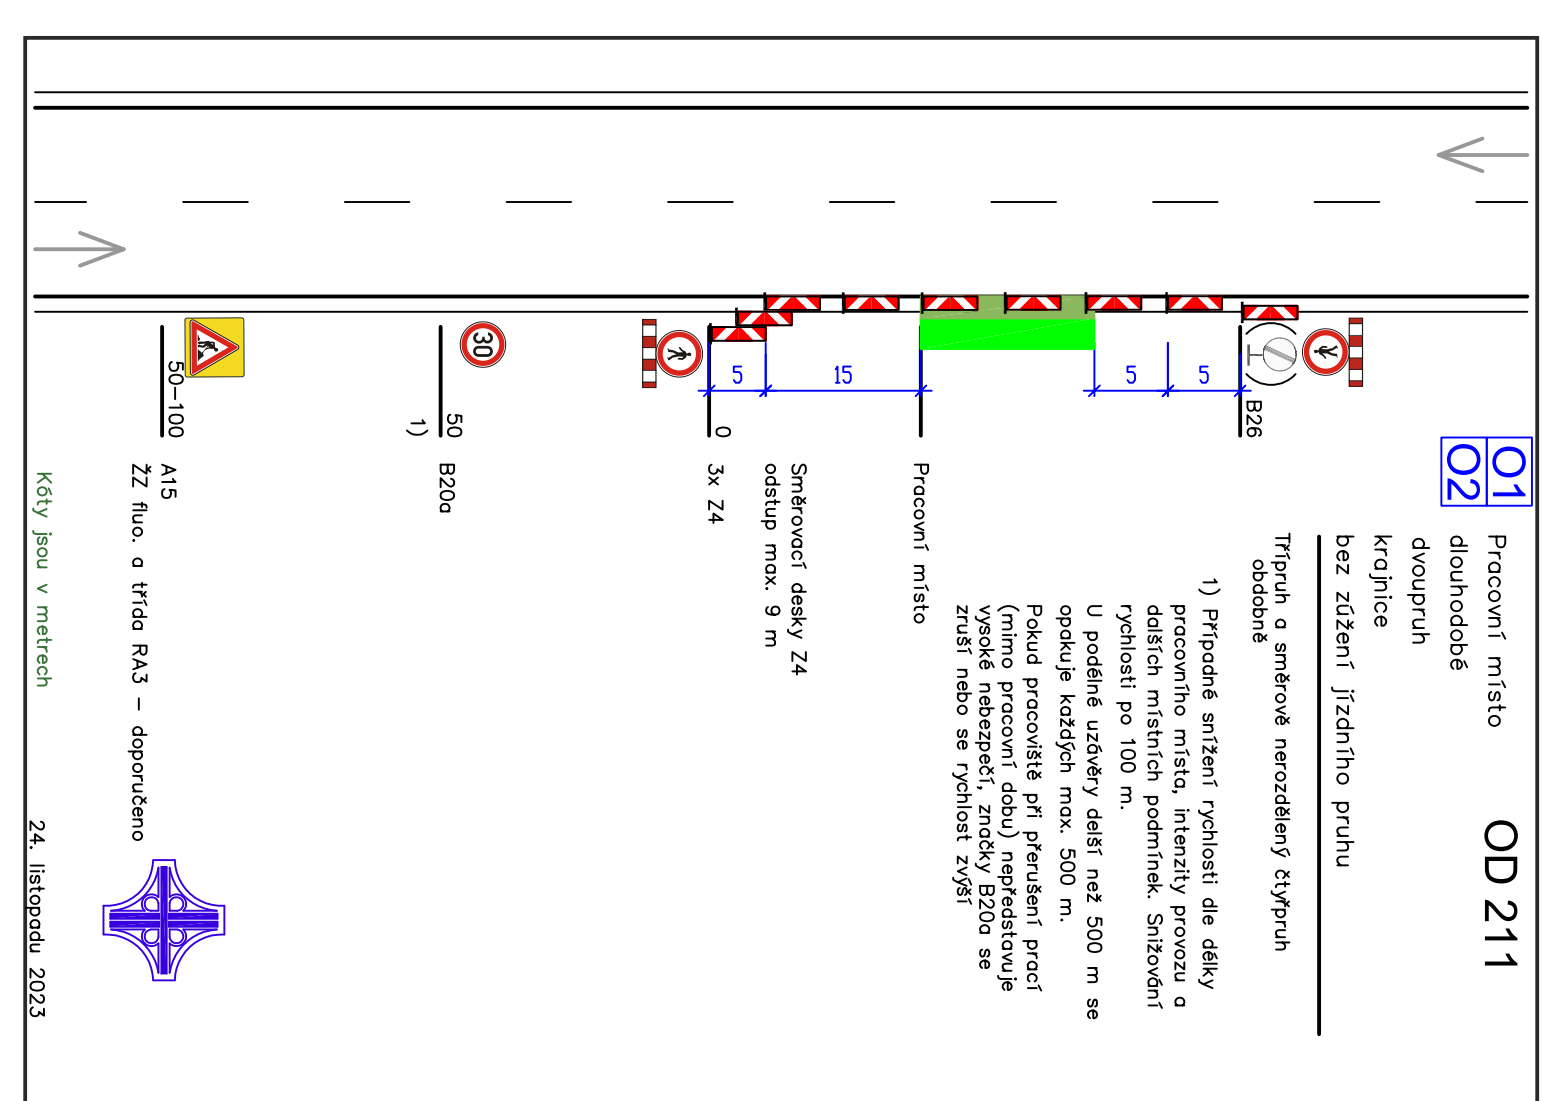 O1
O2
Pracovní místo
dlouhodobé
dvoupruh
krajnice
bez zúžení jízdního pruhu
OD 211
Třípruh a směrově nerozdělený čtyřpruh
obdobně
1) Případné snížení rychlosti dle délky
pracovního místa, intenzity provozu a
dalších místních podmínek. Snižování
rychlosti po 100 m.
U podélné uzávěry delší než 500 m se
opakuje každých max. 500 m.
Pokud pracoviště při přerušení prací
(mimo pracovní dobu) nepředstavuje
vysoké nebezpečí, značky B20a se
zruší nebo se rychlost zvýší
B26
5
5
Pracovní místo
15
5
Směrovací desky Z4
odstup max. 9 m
0
3x Z4
30
50
1)
B20a
50–100
A15
ŽZ fluo. a třída RA3 – doporučeno
Kóty jsou v metrech
24. listopadu 2023